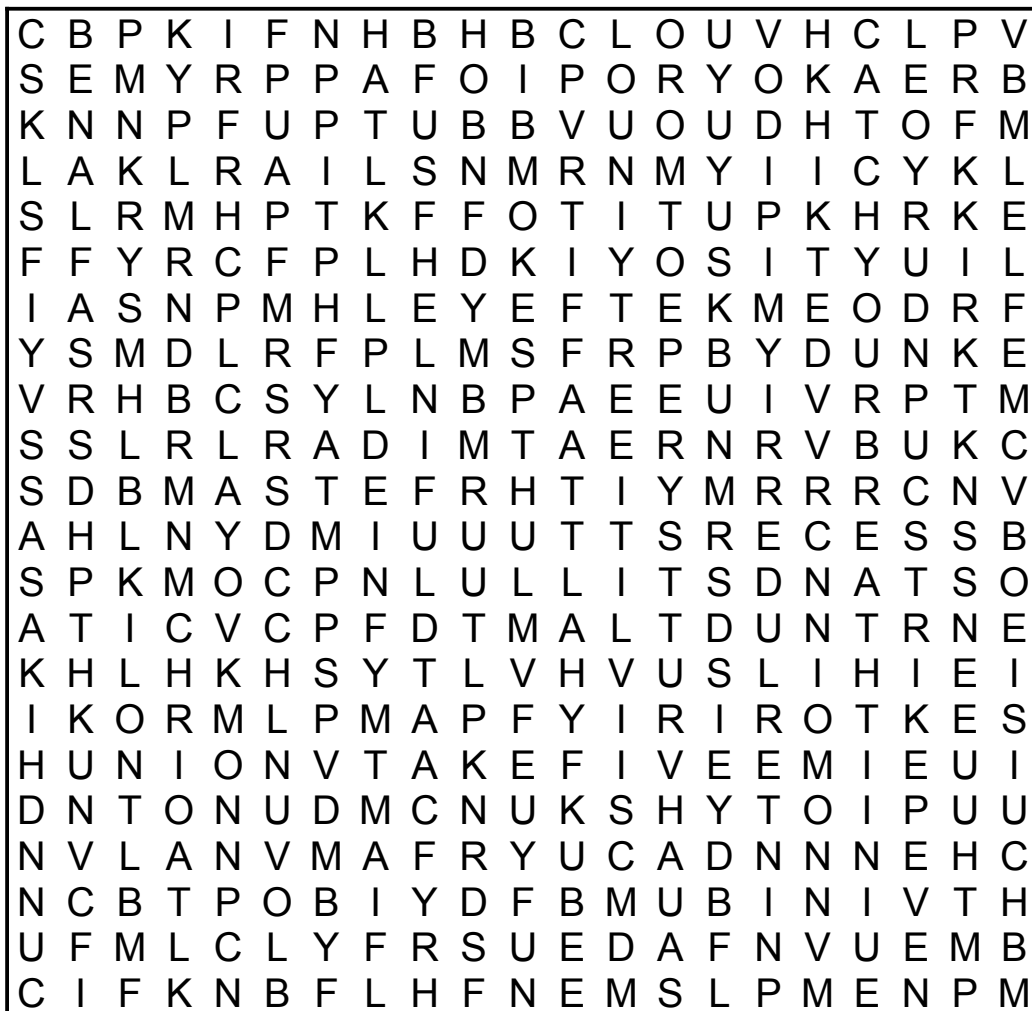 C B P K I F N H B H B C L O U V H C L P V
S E M Y R P P A F O I P O R Y O K A E R B
K N N P F U P T U B B V U O U D H T O F M
L A K L R A I L S N M R N M Y I I C Y K L
S L R M H P T K F F O T I T U P K H R K E
F F Y R C F P L H D K I Y O S I T Y U I L
I A S N P M H L E Y E F T E K M E O D R F
Y S M D L R F P L M S F R P B Y D U N K E
V R H B C S Y L N B P A E E U I V R P T M
S S L R L R A D I M T A E R N R V B U K C
S D B M A S T E F R H T I Y M R R R C N V
A H L N Y D M I U U U T T S R E C E S S B
S P K M O C P N L U L L I T S D N A T S O
A T I C V C P F D T M A L T D U N T R N E
K H L H K H S Y T L V H V U S L I H I E I
I K O R M L P M A P F Y I R I R O T K E S
H U N I O N V T A K E F I V E E M I E U I
D N T O N U D M C N U K S H Y T O I P U U
N V L A N V M A F R Y U C A D N N N E H C
N C B T P O B I Y D F B M U B I N I V T H
U F M L C L Y F R S U E D A F N V U E M B
C I F K N B F L H F N E M S L P M E N P M